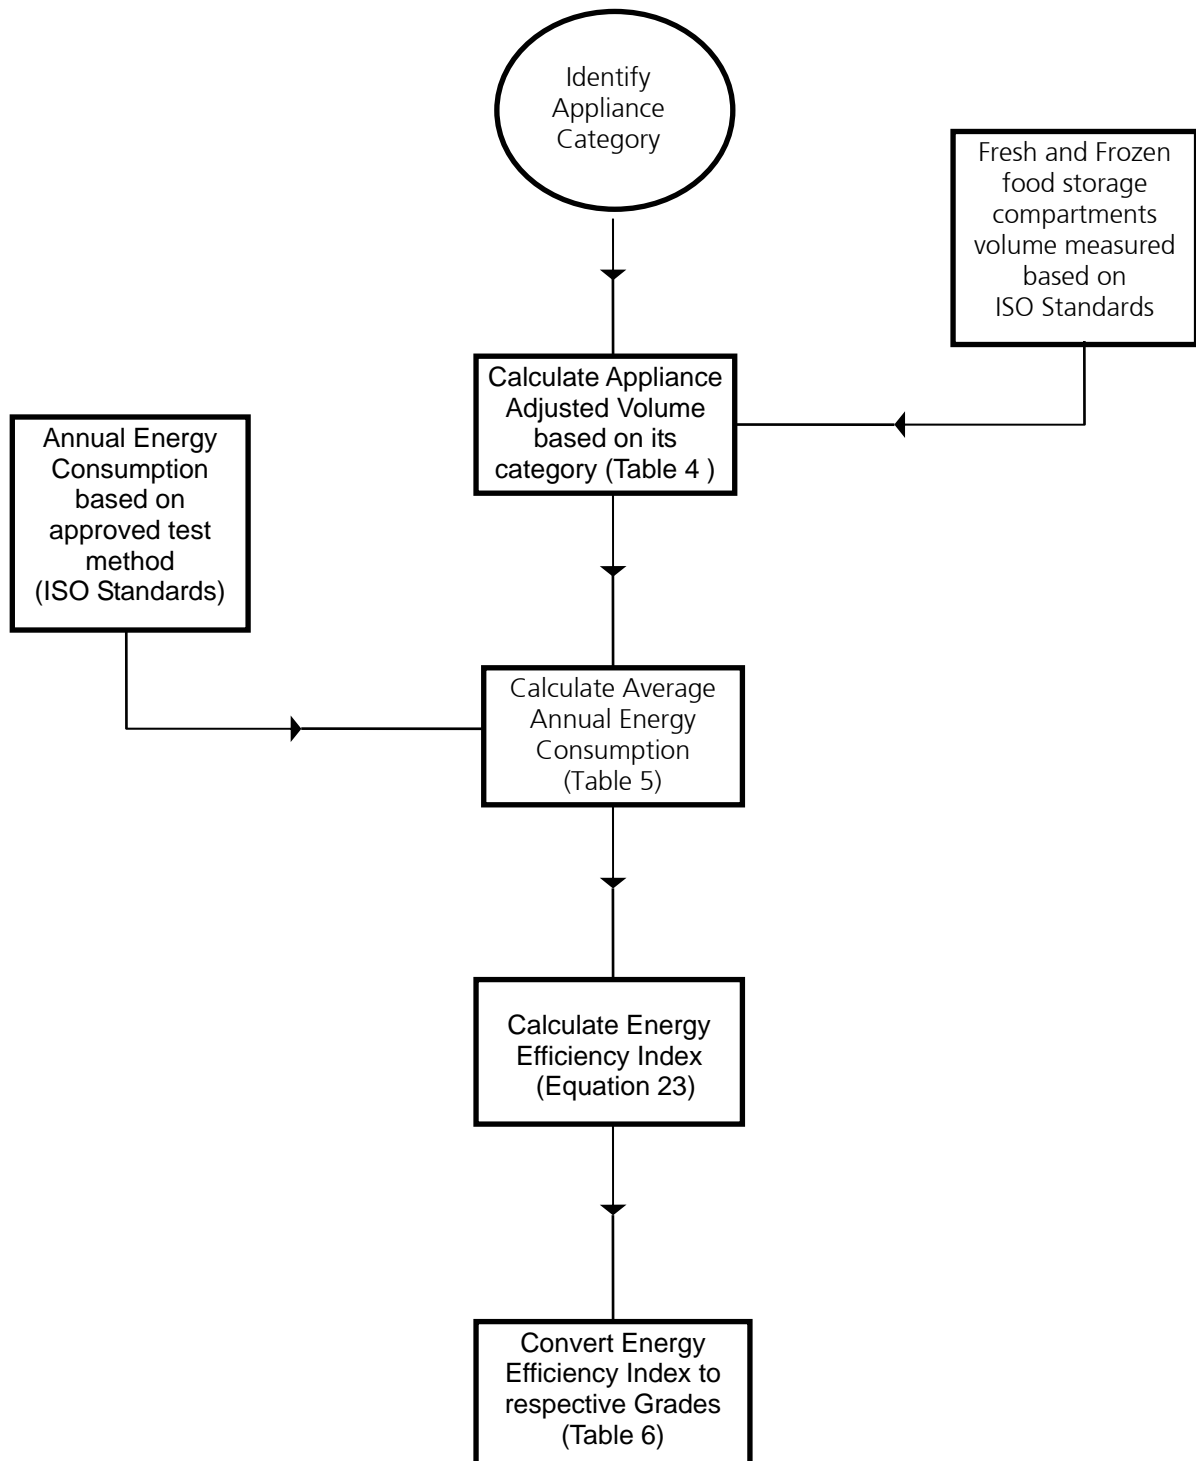 Identify
Appliance
Category
Fresh and Frozen
food storage
compartments
volume measured
based on
ISO Standards
Calculate Appliance
Adjusted Volume
based on its
category (Table 4 )
Annual Energy
Consumption
based on
approved test
method
(ISO Standards)
Calculate Average
Annual Energy
Consumption
(Table 5)
Calculate Energy
Efficiency Index
(Equation 23)
Convert Energy
Efficiency Index to
respective Grades
(Table 6)